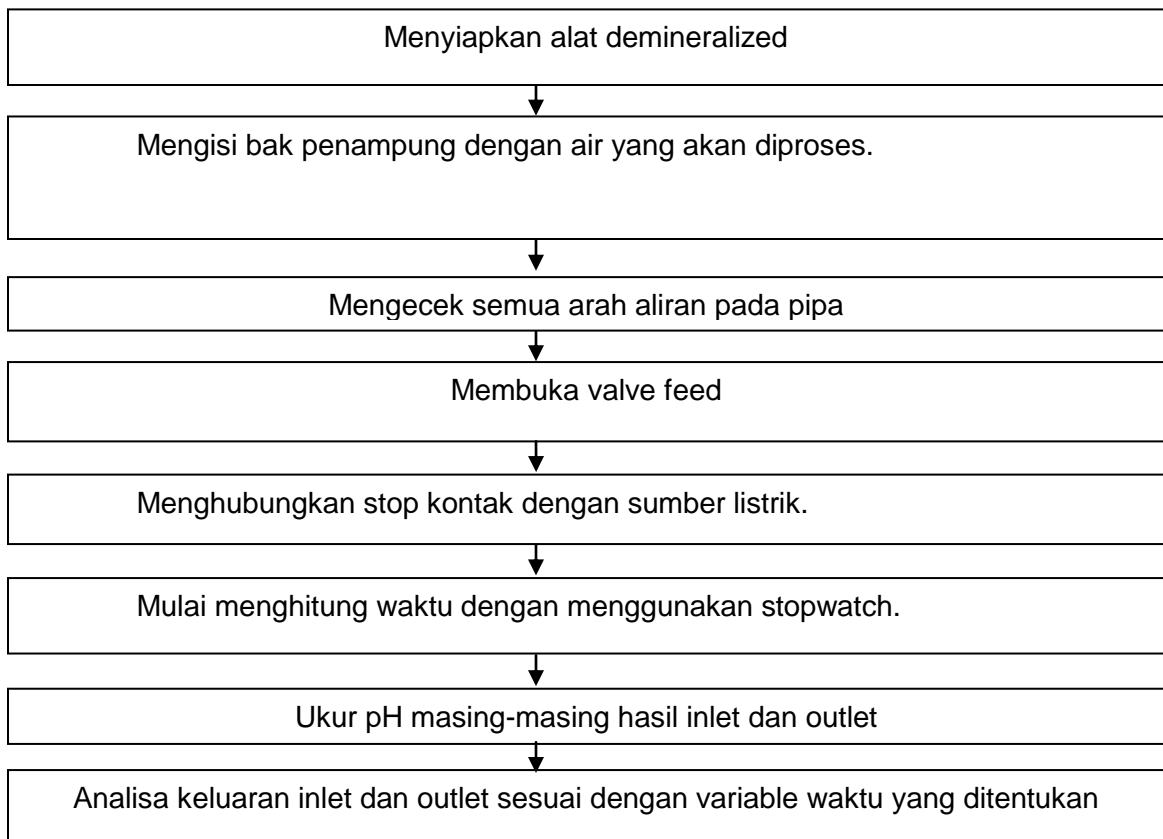 Menyiapkan alat demineralized
Mengisi bak penampung dengan air yang akan diproses.
Mengecek semua arah aliran pada pipa
Membuka valve feed
Menghubungkan stop kontak dengan sumber listrik.
Mulai menghitung waktu dengan menggunakan stopwatch.
Ukur pH masing-masing hasil inlet dan outlet
Analisa keluaran inlet dan outlet sesuai dengan variable waktu yang ditentukan